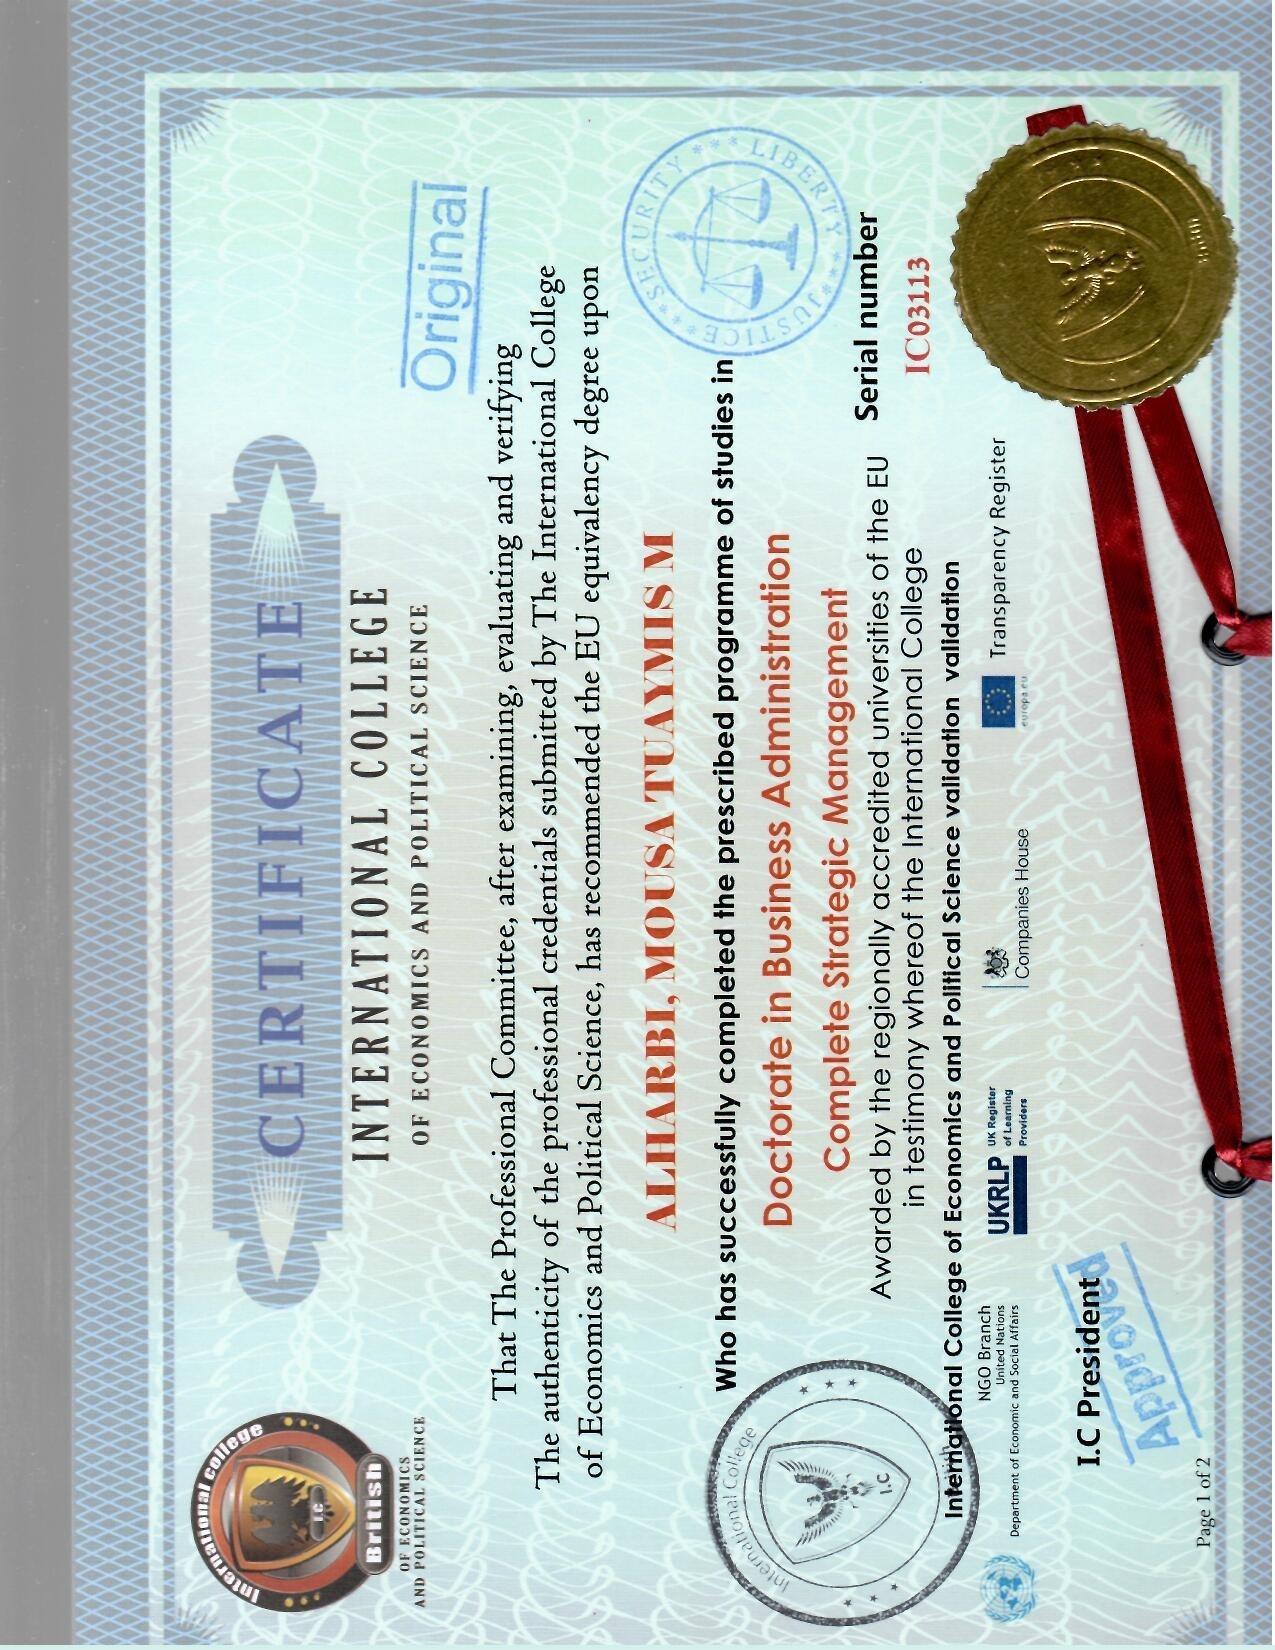 International college
I.C
British
OF ECONOMICS
AND POLITICAL SCIENCE
CERTIFICATE
INTERNATIONAL COLLEGE
OF ECONOMICS AND POLITICAL SCIENCE
Original
That The Professional Committee, after examining, evaluating and verifying
The authenticity of the professional credentials submitted by The International College
of Economics and Political Science, has recommended the EU equivalency degree upon
ALHARBI, MOUSA TUAYMIS M
Who has successfully completed the prescribed programme of studies in
Doctorate in Business Administration
Complete Strategic Management
Awarded by the regionally accredited universities of the EU
in testimony whereof the International College
SECURITY *** LIBERTY *** JUSTICE ***
Serial number
IC03113
International College
I.C
British
International College of Economics and Political Science validation validation
NGO Branch
United Nations
Department of Economic and Social Affairs
UKRLP
UK Register
of Learning
Providers
Companies House
europa eu
Transparency Register
I.C President
Approved
Page 1 of 2